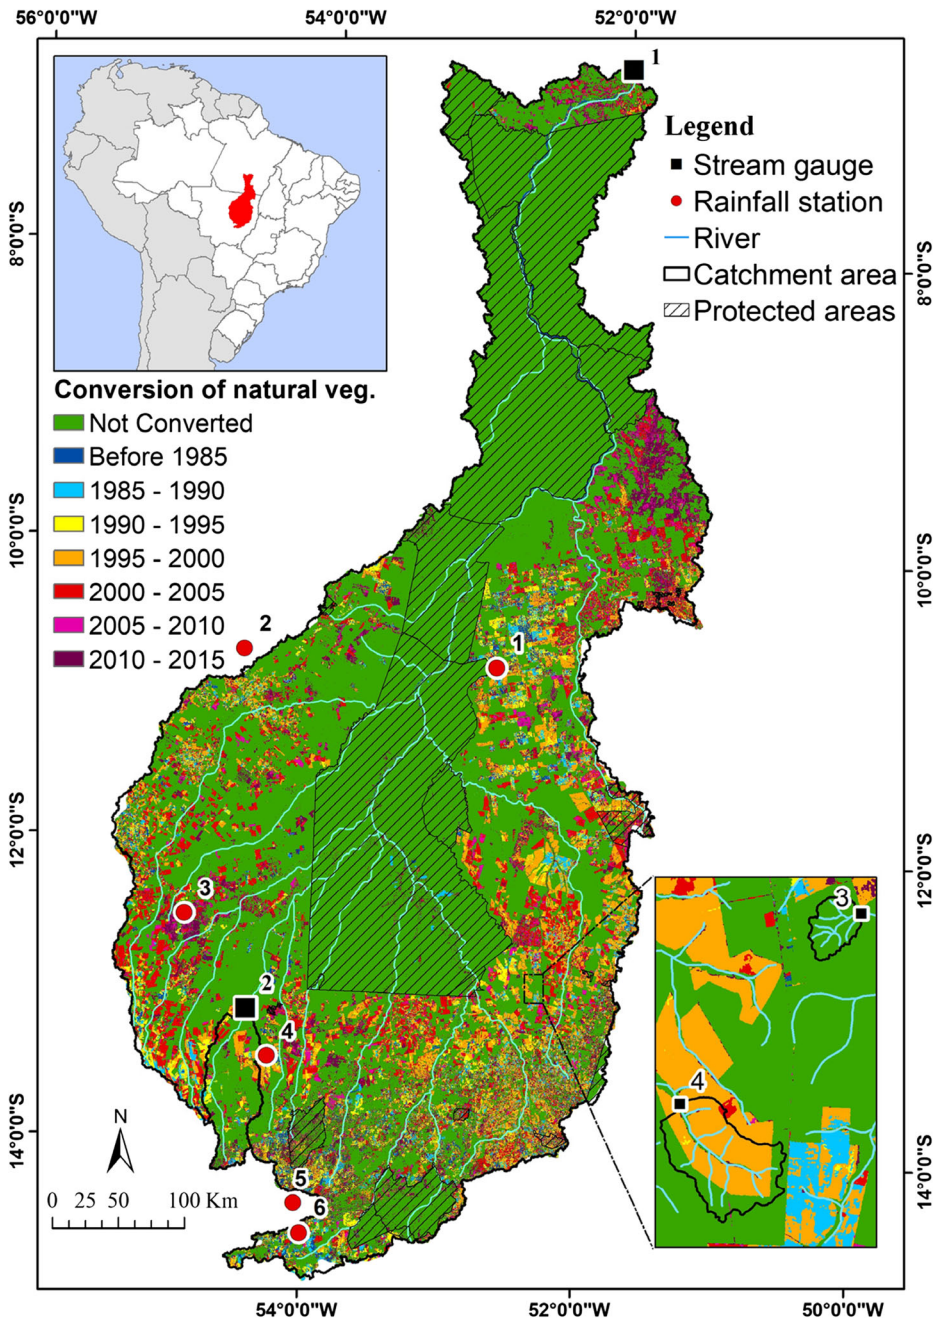 56°0'0"W 54°0'0"W 52°0'0"W
1
Legend
Stream gauge
Rainfall station
River
Catchment area
Protected areas
8°0'0"S
8°0'0"S
Conversion of natural veg.
Not Converted
Before 1985
1985 - 1990
1990 - 1995
1995 - 2000
2000 - 2005
2005 - 2010
2010 - 2015
10°0'0"S
10°0'0"S
2
1
12°0'0"S
12°0'0"S
3
2
4
3
4
N
14°0'0"S
14°0'0"S
5
6
0 25 50 100 Km
54°0'0"W 52°0'0"W 50°0'0"W